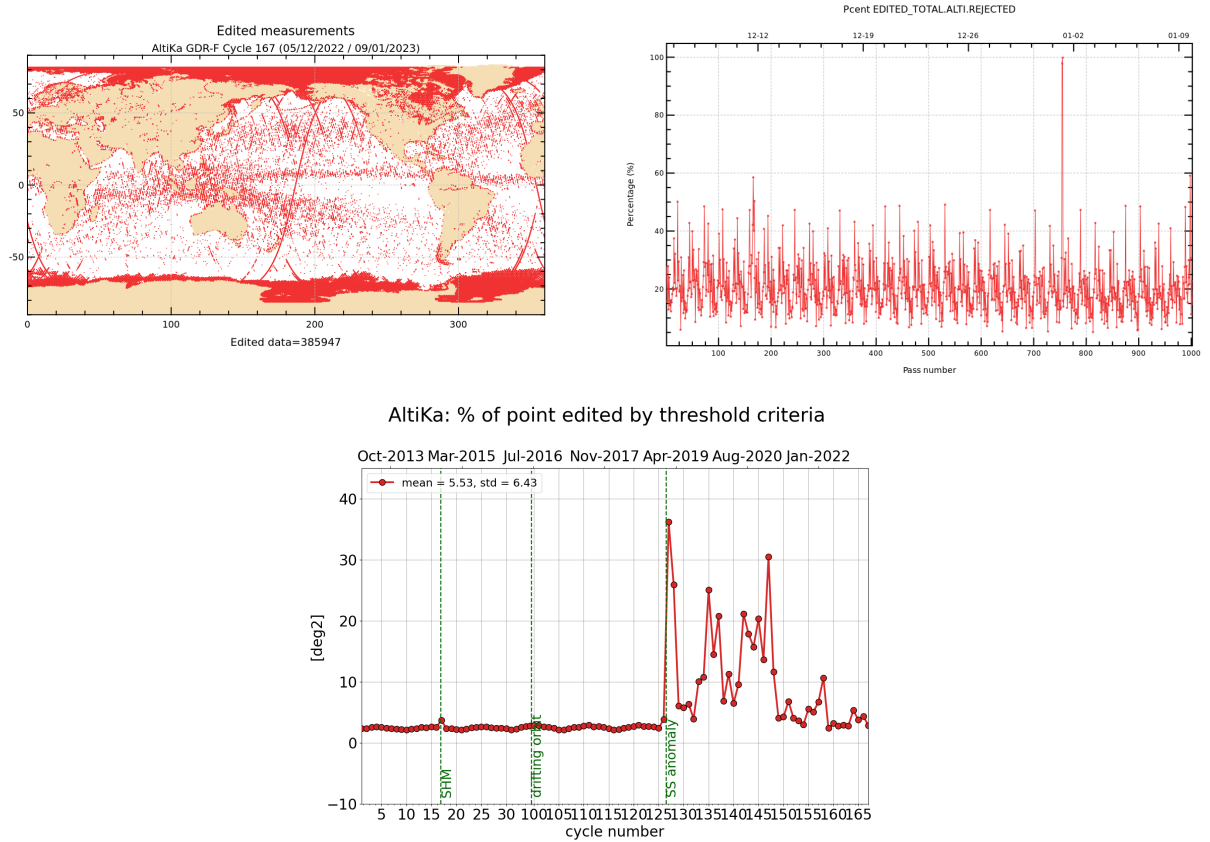 Edited measurements
AltiKa GDR-F Cycle 167 (05/12/2022 / 09/01/2023)
50
0
-50
0 100 200 300
Edited data=385947
Pcent EDITED_TOTAL.ALTI.REJECTED
12-12 12-19 12-26 01-02 01-09
100
80
60
40
20
Percentage (%)
100 200 300 400 500 600 700 800 900 1000
Pass number
AltiKa: % of point edited by threshold criteria
Oct-2013 Mar-2015 Jul-2016 Nov-2017 Apr-2019 Aug-2020 Jan-2022
mean = 5.53, std = 6.43
40
30
20
10
0
−10
[deg2]
SHM
drifting orbit
SS anomaly
5 10 15 20 25 30 100 105 110 115 120 125 130 135 140 145 150 155 160 165
cycle number